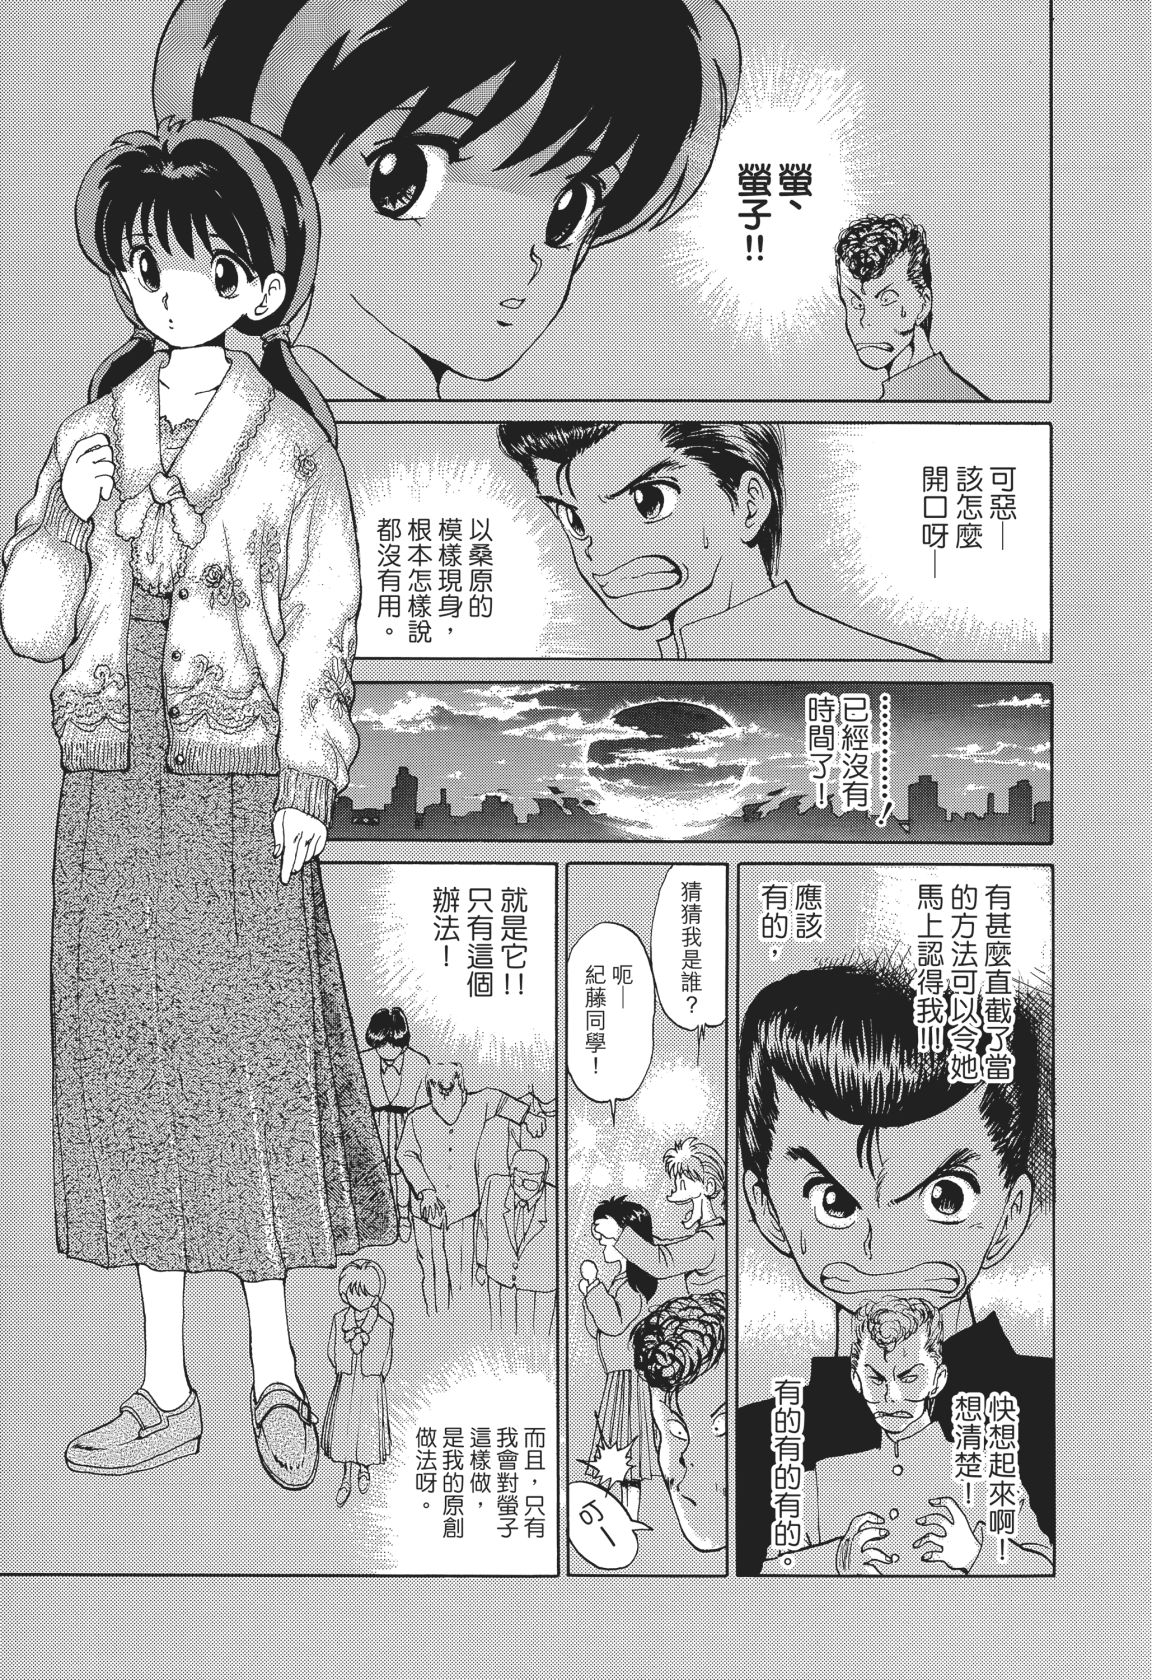 螢、
螢子!!
可惡—
該怎麼
開口呀—
以桑原的
模樣現身，
根本怎樣說
都沒有用。
…………！
已經沒有
時間了！
有甚麼直截了當
的方法可以令她
馬上認得我!!
應該
有的，
快想起來啊！
想清楚！
有的有的有的。
猜猜我是誰？
呃—
紀藤同學！
叮—
就是它!!
只有這個
辦法！
而且，只有
我會對螢子
這樣做，
是我的原創
做法呀。